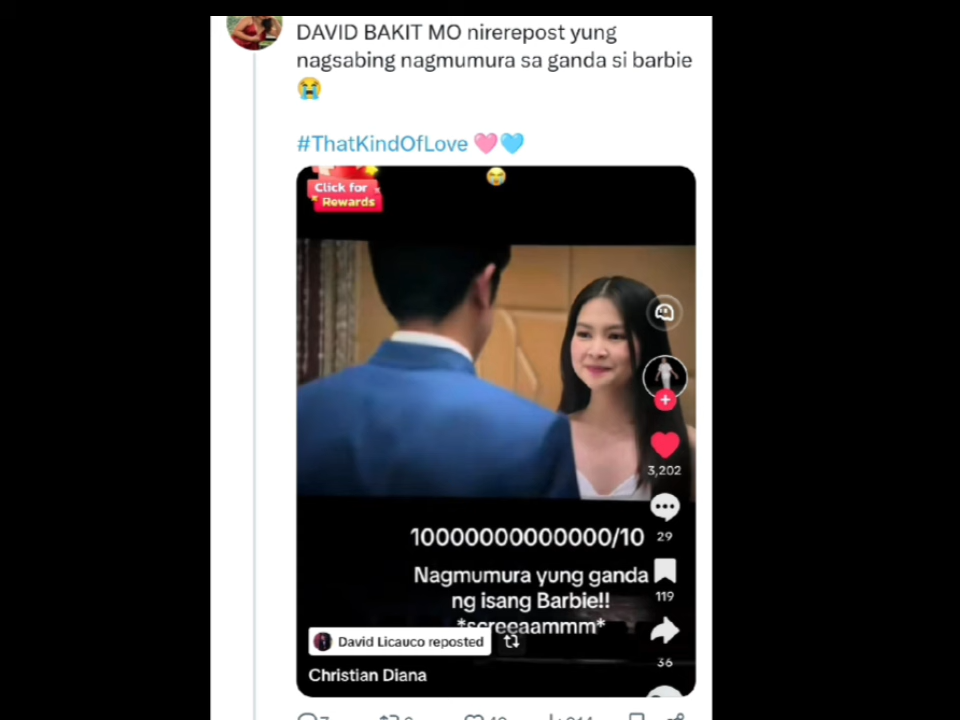 DAVID BAKIT MO nirerepost yung
nagsabing nagmumura sa ganda si barbie
😭
#ThatKindOfLove 🩷🩵
Click for
Rewards
3,202
10000000000000/10
29
Nagmumura yung ganda
ng isang Barbie!!
119
*screeaammm*
David Licauco reposted
36
Christian Diana